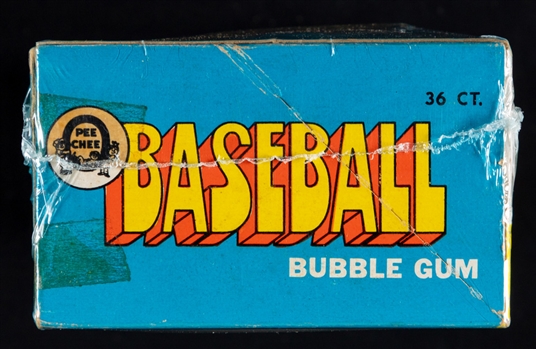 36 CT.
PEE
CHEE
BASEBALL
BUBBLE GUM